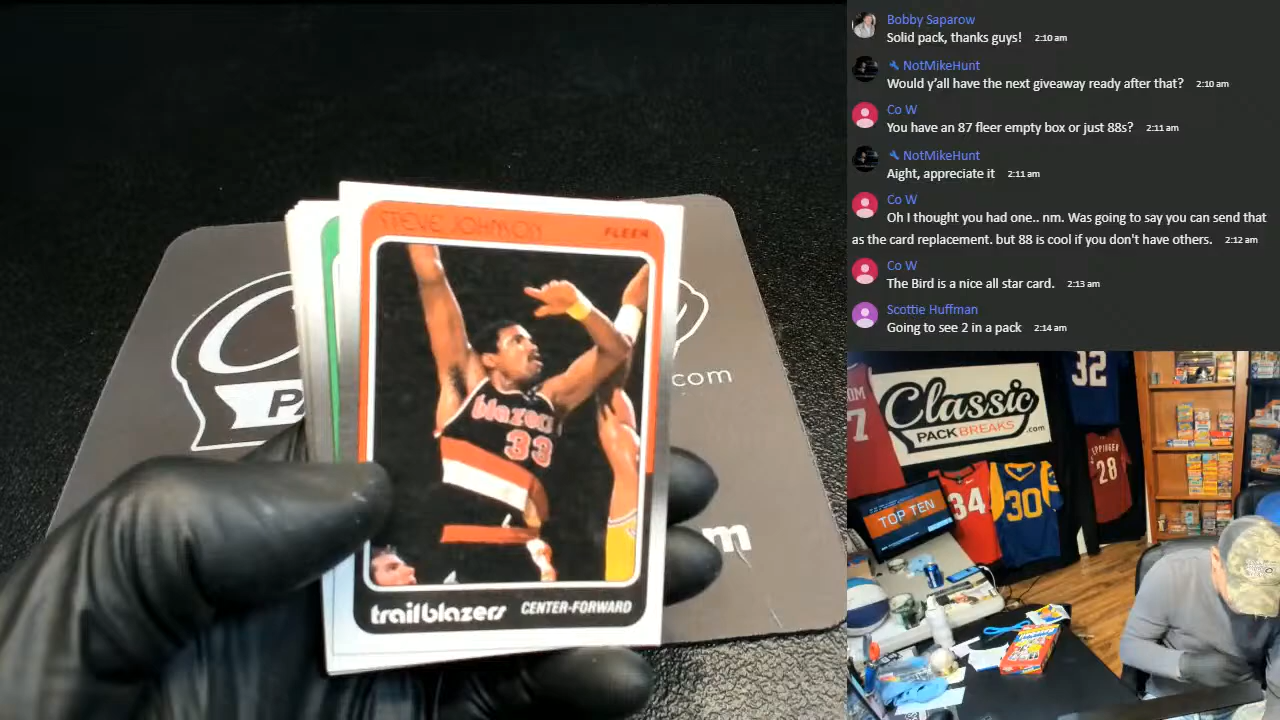 STEVE JOHNSON
FLEER
blazers
33
trailblazers CENTER-FORWARD
com
m
Bobby Saparow
Solid pack, thanks guys! 2:10 am
NotMikeHunt
Would y'all have the next giveaway ready after that? 2:10 am
Co W
You have an 87 fleer empty box or just 88s? 2:11 am
NotMikeHunt
Aight, appreciate it 2:11 am
Co W
Oh I thought you had one.. nm. Was going to say you can send that
as the card replacement. but 88 is cool if you don't have others. 2:12 am
Co W
The Bird is a nice all star card. 2:13 am
Scottie Huffman
Going to see 2 in a pack 2:14 am
Classic
PACKBREAKS
.com
TOP TEN
7
32
34
30
28